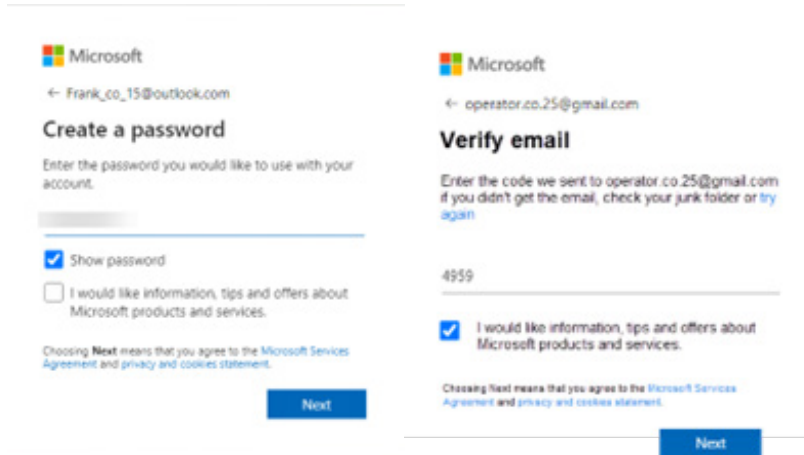 Microsoft
← Frank_co_15@outlook.com
Create a password
Enter the password you would like to use with your
account.
Show password
I would like information, tips and offers about
Microsoft products and services.
Choosing Next means that you agree to the Microsoft Services
Agreement and privacy and cookies statement.
Next
Microsoft
← operator.co.25@gmail.com
Verify email
Enter the code we sent to operator.co.25@gmail.com
if you didn't get the email, check your junk folder or try
again
4959
I would like information, tips and offers about
Microsoft products and services.
Choosing Next means that you agree to the Microsoft Services
Agreement and privacy and cookies statement.
Next